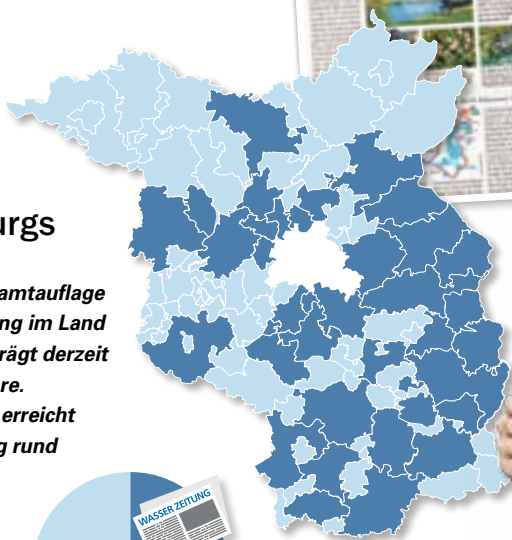 urgs
amtauflage
ng im Land
rägt derzeit
re.
erreicht
g rund
WASSER ZEITUNG